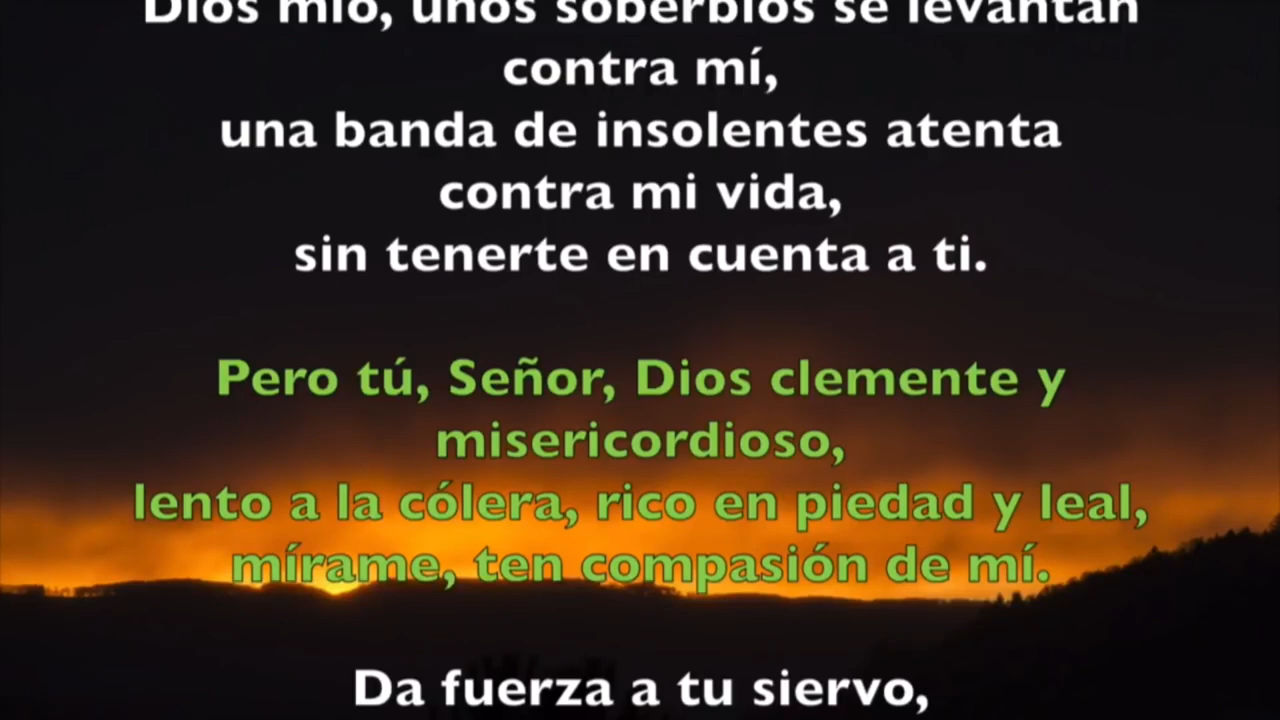 Dios mío, unos soberbios se levantan
contra mí,
una banda de insolentes atenta
contra mi vida,
sin tenerte en cuenta a ti.
Pero tú, Señor, Dios clemente y
misericordioso,
lento a la cólera, rico en piedad y leal,
mírame, ten compasión de mí.
Da fuerza a tu siervo,